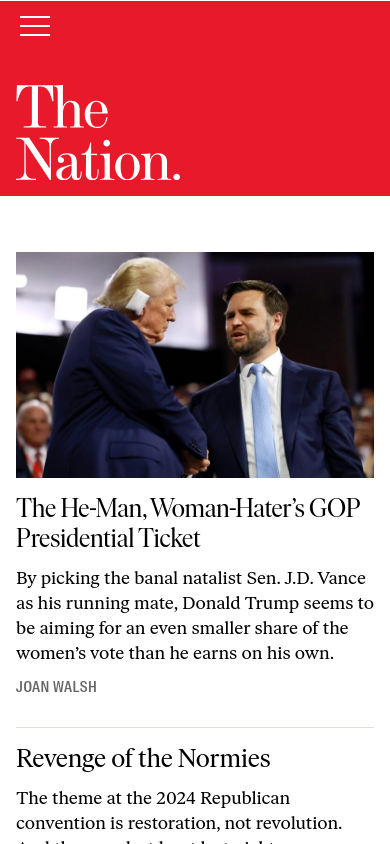 The
Nation.
The He-Man, Woman-Hater’s GOP
Presidential Ticket
By picking the banal natalist Sen. J.D. Vance
as his running mate, Donald Trump seems to
be aiming for an even smaller share of the
women’s vote than he earns on his own.
JOAN WALSH
Revenge of the Normies
The theme at the 2024 Republican
convention is restoration, not revolution.